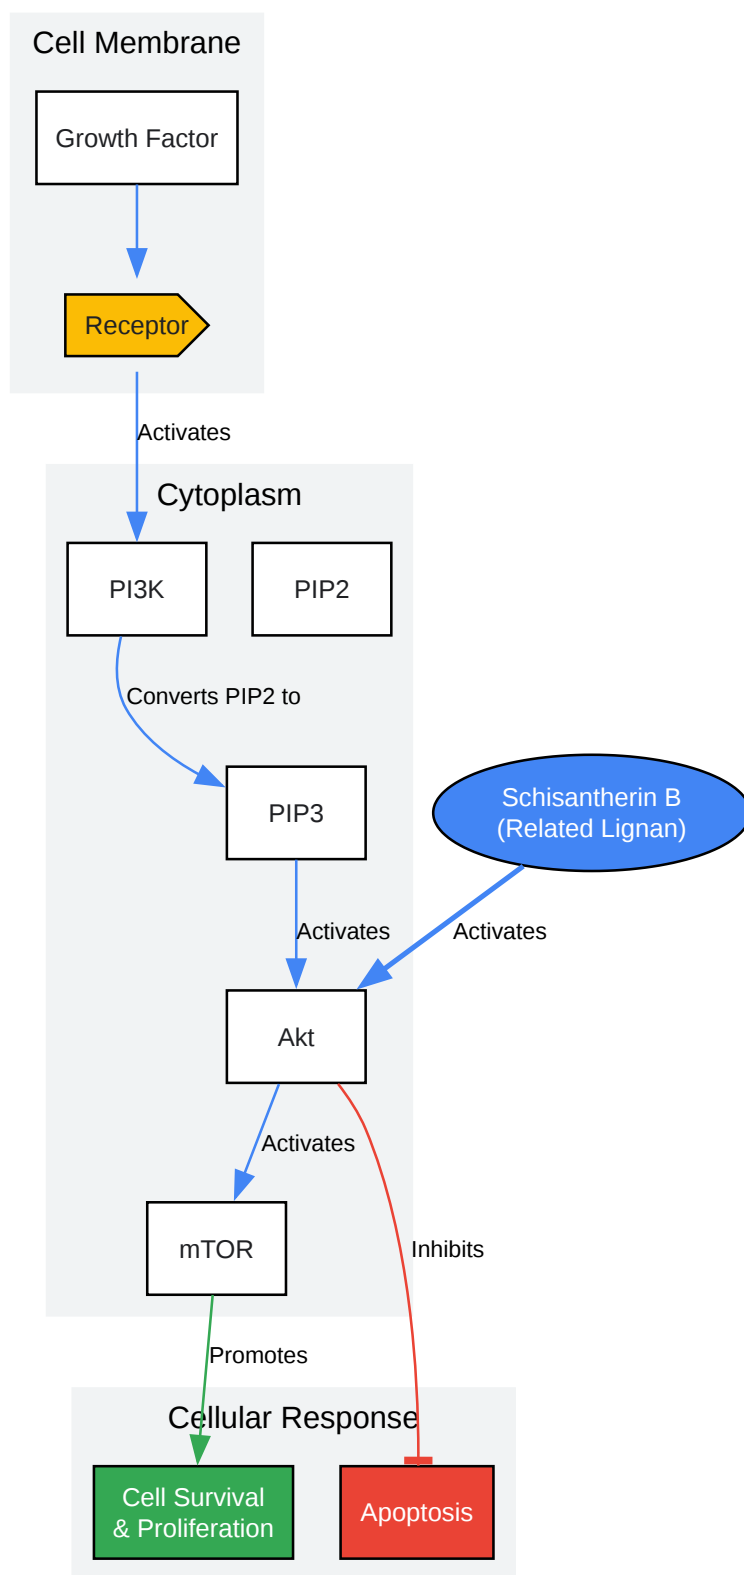 Cell Membrane
Growth Factor
Receptor
Activates
Cytoplasm
PI3K
PIP2
Converts PIP2 to
PIP3
Schisantherin B
(Related Lignan)
Activates
Activates
Akt
Activates
mTOR
Inhibits
Promotes
Cellular Response
Cell Survival
& Proliferation
Apoptosis